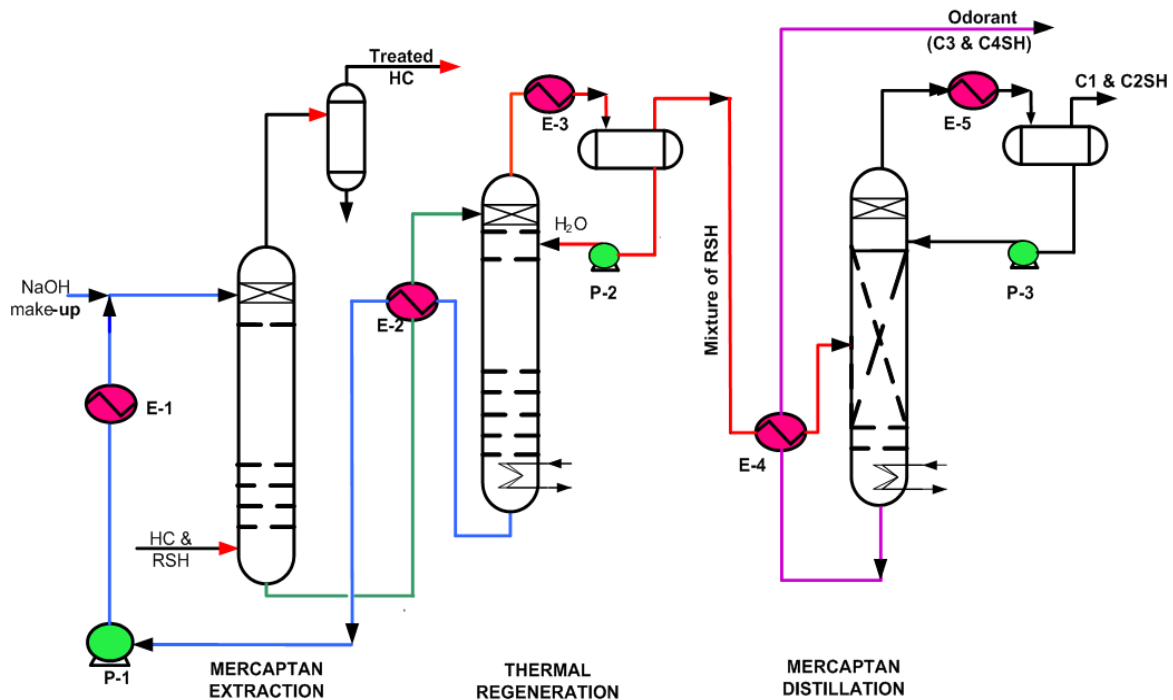 Odorant
(C3 & C4SH)
Treated
HC
C1 & C2SH
E-3
E-5
H₂O
NaOH
make-up
P-2
P-3
E-2
Mixture of RSH
E-1
E-4
HC &
RSH
P-1
MERCAPTAN
EXTRACTION
THERMAL
REGENERATION
MERCAPTAN
DISTILLATION